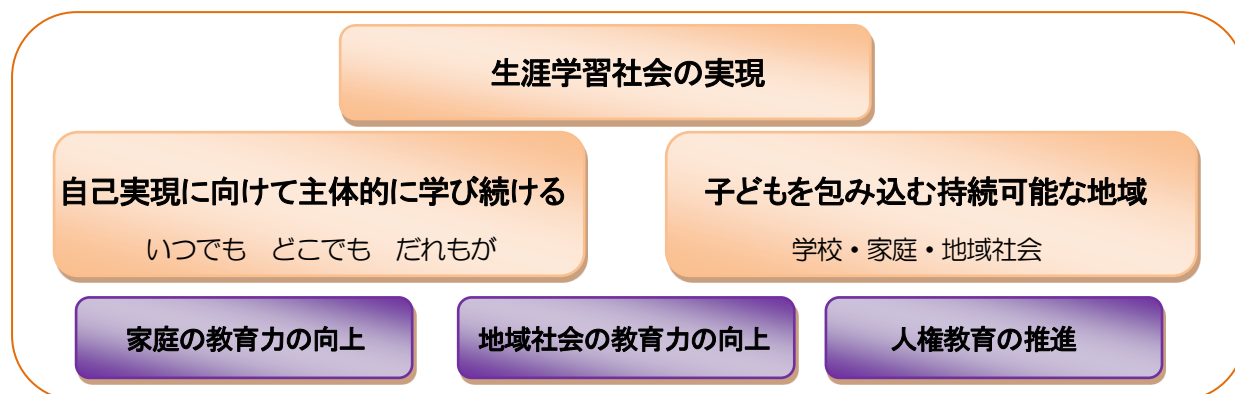 生涯学習社会の実現
自己実現に向けて主体的に学び続ける
いつでも　どこでも　だれもが
子どもを包み込む持続可能な地域
学校・家庭・地域社会
家庭の教育力の向上
地域社会の教育力の向上
人権教育の推進